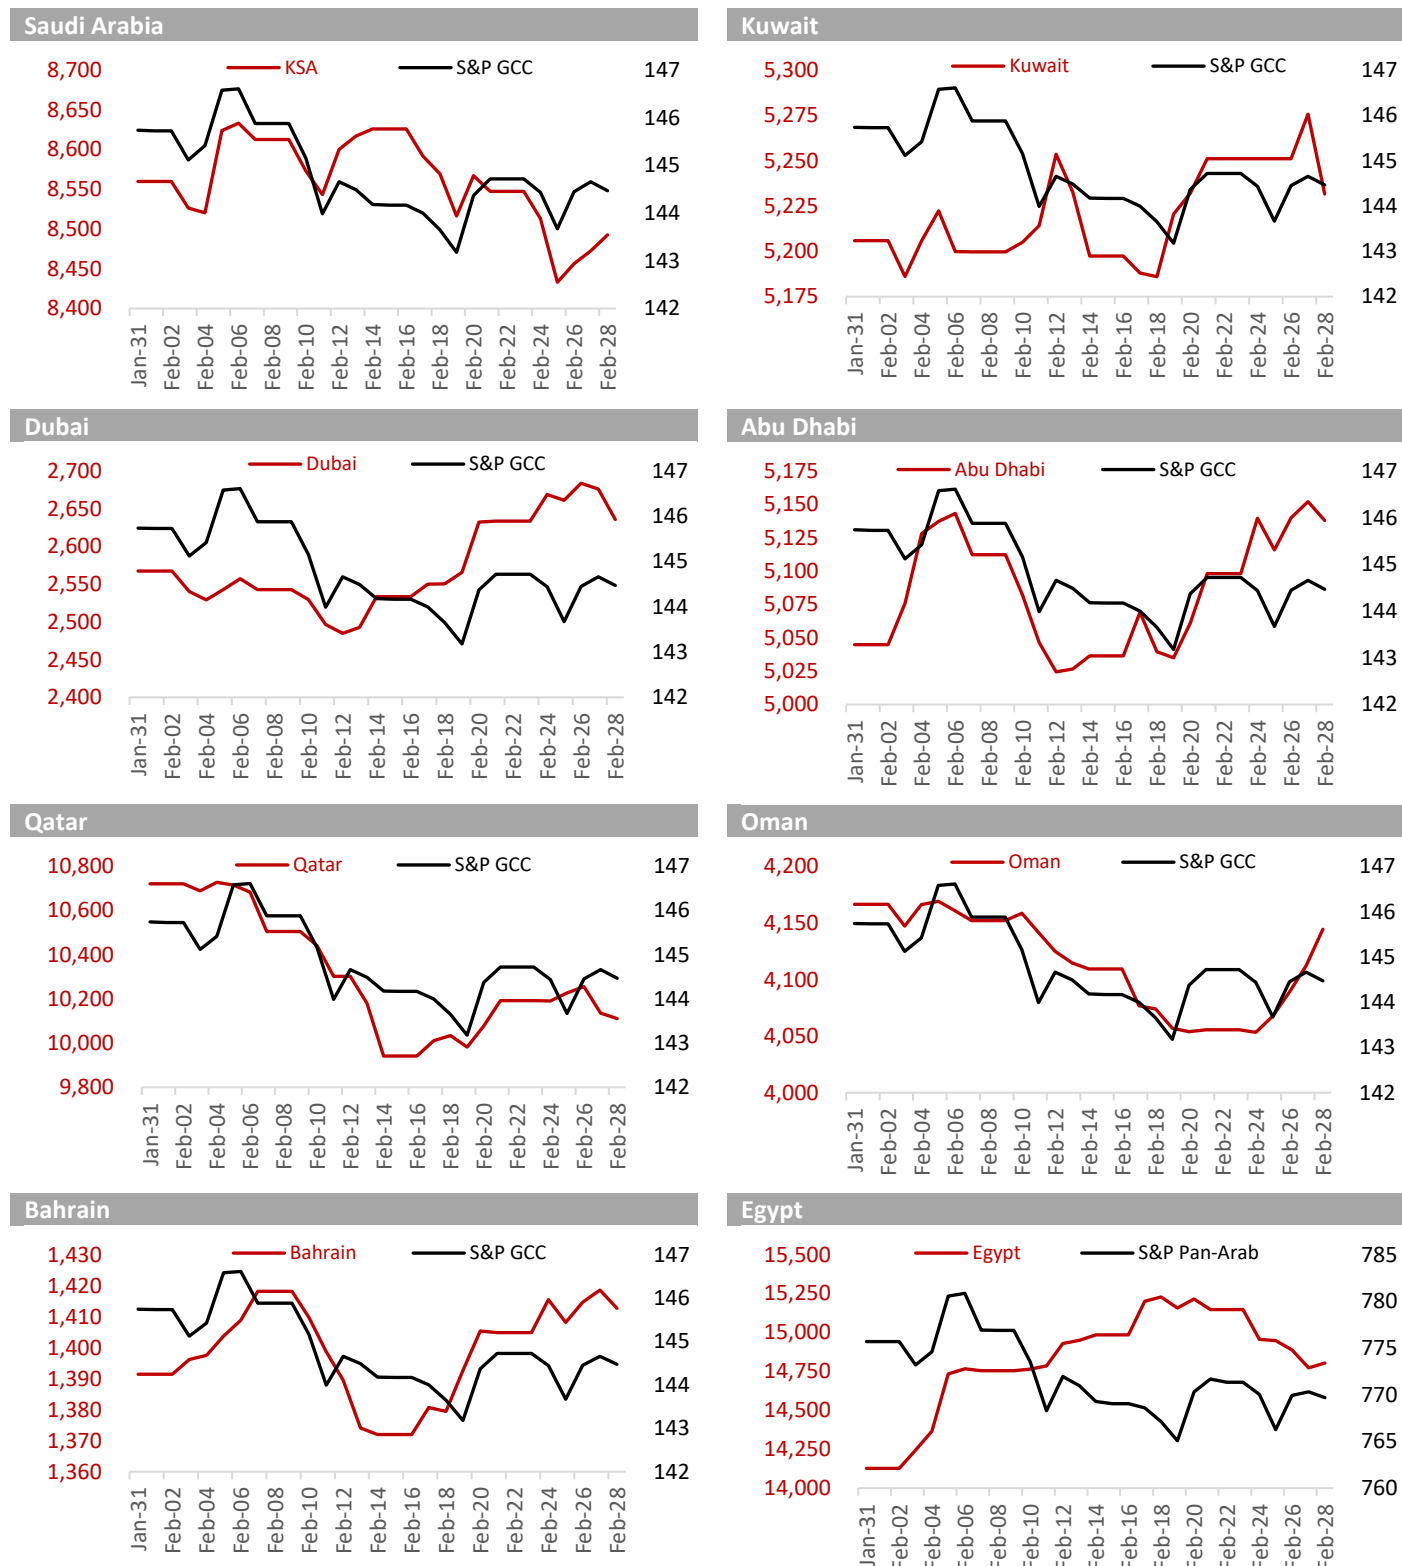 Saudi Arabia
KSA S&P GCC
8,700 147
8,650 146
8,600 145
8,550 144
8,500 143
8,450 142
8,400
Jan-31 Feb-02 Feb-04 Feb-06 Feb-08 Feb-10 Feb-12 Feb-14 Feb-16 Feb-18 Feb-20 Feb-22 Feb-24 Feb-26 Feb-28
Kuwait
Kuwait S&P GCC
5,300 147
5,275 146
5,250 145
5,225 144
5,200 143
5,175 142
Jan-31 Feb-02 Feb-04 Feb-06 Feb-08 Feb-10 Feb-12 Feb-14 Feb-16 Feb-18 Feb-20 Feb-22 Feb-24 Feb-26 Feb-28
Dubai
Dubai S&P GCC
2,700 147
2,650 146
2,600 145
2,550 144
2,500 143
2,450 142
2,400
Jan-31 Feb-02 Feb-04 Feb-06 Feb-08 Feb-10 Feb-12 Feb-14 Feb-16 Feb-18 Feb-20 Feb-22 Feb-24 Feb-26 Feb-28
Abu Dhabi
Abu Dhabi S&P GCC
5,175 147
5,150 146
5,125 145
5,100 144
5,075 143
5,050 142
5,025
5,000
Jan-31 Feb-02 Feb-04 Feb-06 Feb-08 Feb-10 Feb-12 Feb-14 Feb-16 Feb-18 Feb-20 Feb-22 Feb-24 Feb-26 Feb-28
Qatar
Qatar S&P GCC
10,800 147
10,600 146
10,400 145
10,200 144
10,000 143
9,800 142
Jan-31 Feb-02 Feb-04 Feb-06 Feb-08 Feb-10 Feb-12 Feb-14 Feb-16 Feb-18 Feb-20 Feb-22 Feb-24 Feb-26 Feb-28
Oman
Oman S&P GCC
4,200 147
4,150 146
4,100 145
4,050 144
4,000 143
142
Jan-31 Feb-02 Feb-04 Feb-06 Feb-08 Feb-10 Feb-12 Feb-14 Feb-16 Feb-18 Feb-20 Feb-22 Feb-24 Feb-26 Feb-28
Bahrain
Bahrain S&P GCC
1,430 147
1,420 146
1,410 145
1,400 144
1,390 143
1,380 142
1,370
1,360
Jan-31 Feb-02 Feb-04 Feb-06 Feb-08 Feb-10 Feb-12 Feb-14 Feb-16 Feb-18 Feb-20 Feb-22 Feb-24 Feb-26 Feb-28
Egypt
Egypt S&P Pan-Arab
15,500 785
15,250 780
15,000 775
14,750 770
14,500 765
14,250 760
14,000
Jan-31 Feb-02 Feb-04 Feb-06 Feb-08 Feb-10 Feb-12 Feb-14 Feb-16 Feb-18 Feb-20 Feb-22 Feb-24 Feb-26 Feb-28